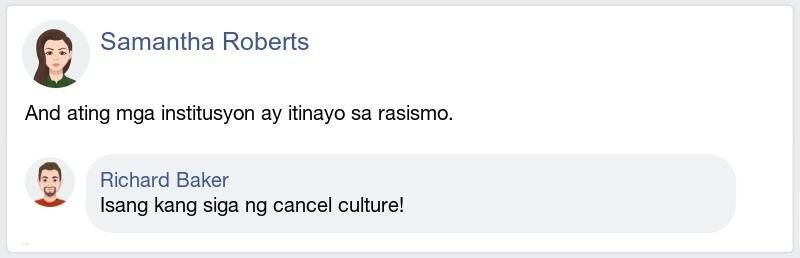 Samantha Roberts
And ating mga institusyon ay itinayo sa rasismo.
Richard Baker
Isang kang siga ng cancel culture!